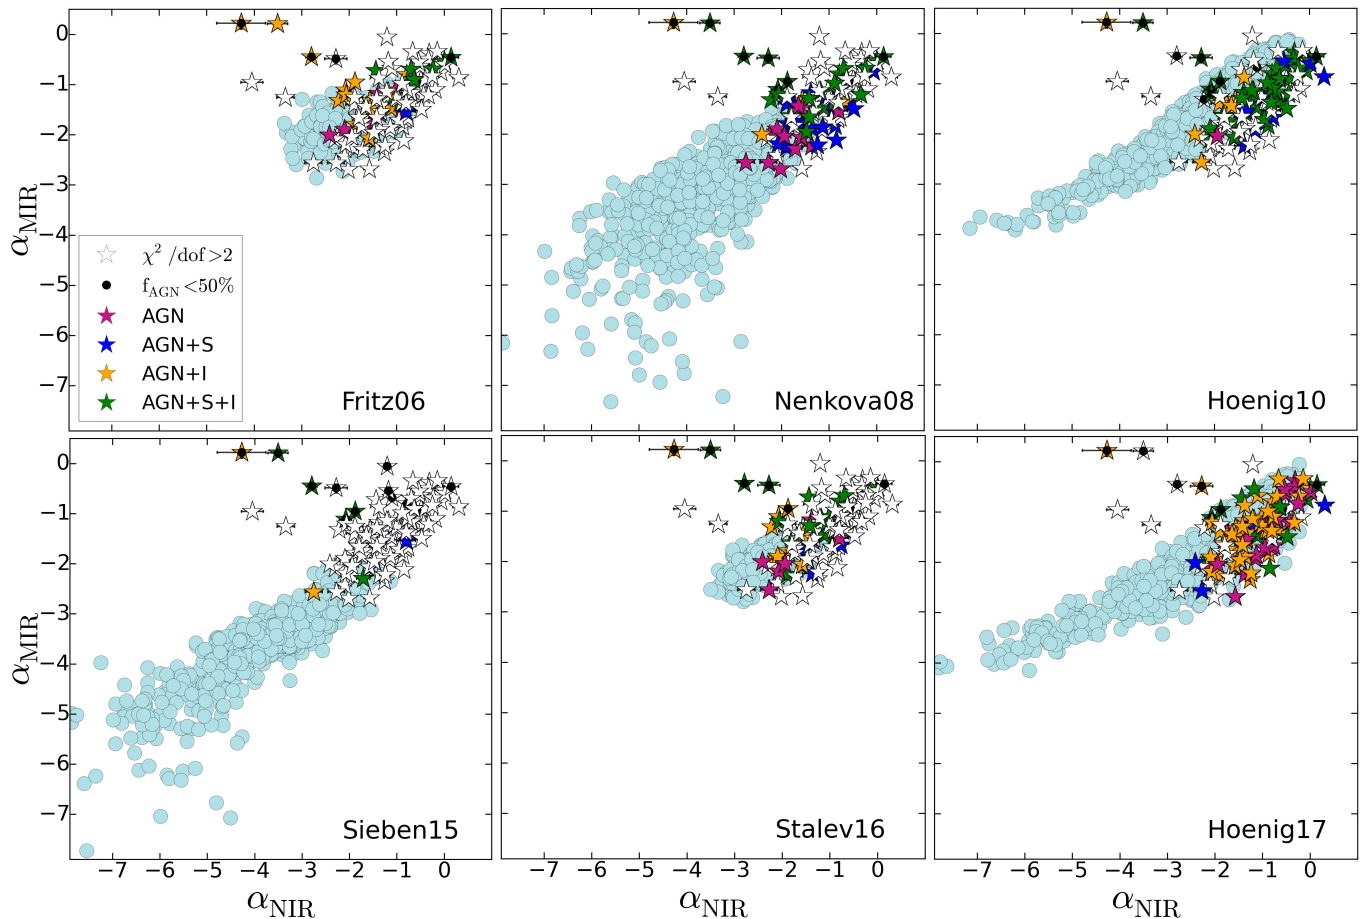 0
−1
−2
−3
−4
−5
−6
−7
α_MIR
χ² /dof >2
f_AGN <50%
AGN
AGN+S
AGN+I
AGN+S+I
Fritz06
Nenkova08
Hoenig10
0
−1
−2
−3
−4
−5
−6
−7
α_MIR
Sieben15
Stalev16
Hoenig17
−7 −6 −5 −4 −3 −2 −1 0
−7 −6 −5 −4 −3 −2 −1 0
−7 −6 −5 −4 −3 −2 −1 0
α_NIR
α_NIR
α_NIR